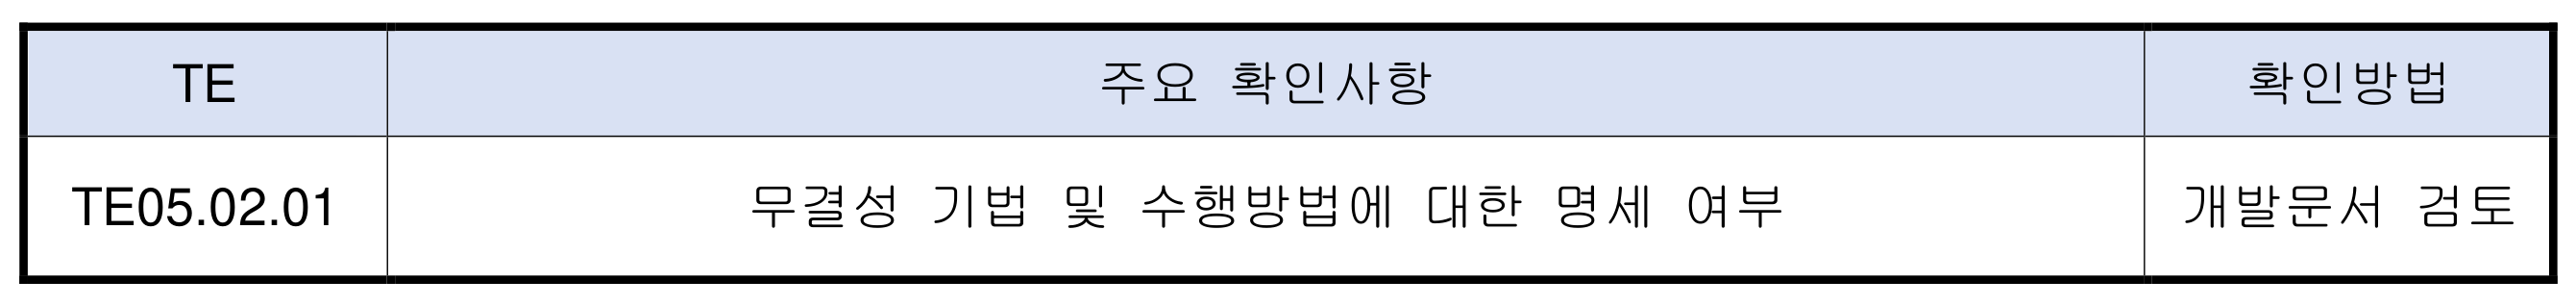 TE 주요 확인사항 확인방법
TE05.02.01 무결성 기법 및 수행방법에 대한 명세 여부 개발문서 검토